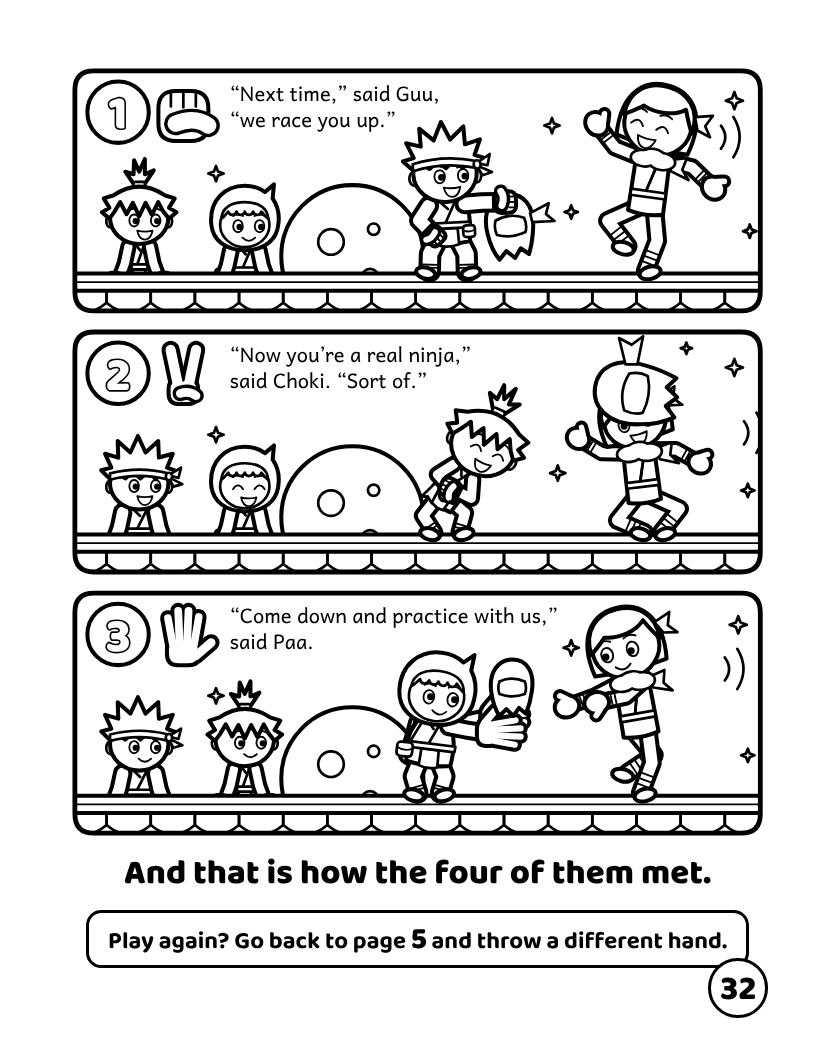 1
“Next time,” said Guu,
“we race you up.”
2
“Now you’re a real ninja,”
said Choki. “Sort of.”
3
“Come down and practice with us,”
said Paa.
And that is how the four of them met.
Play again? Go back to page 5 and throw a different hand.
32